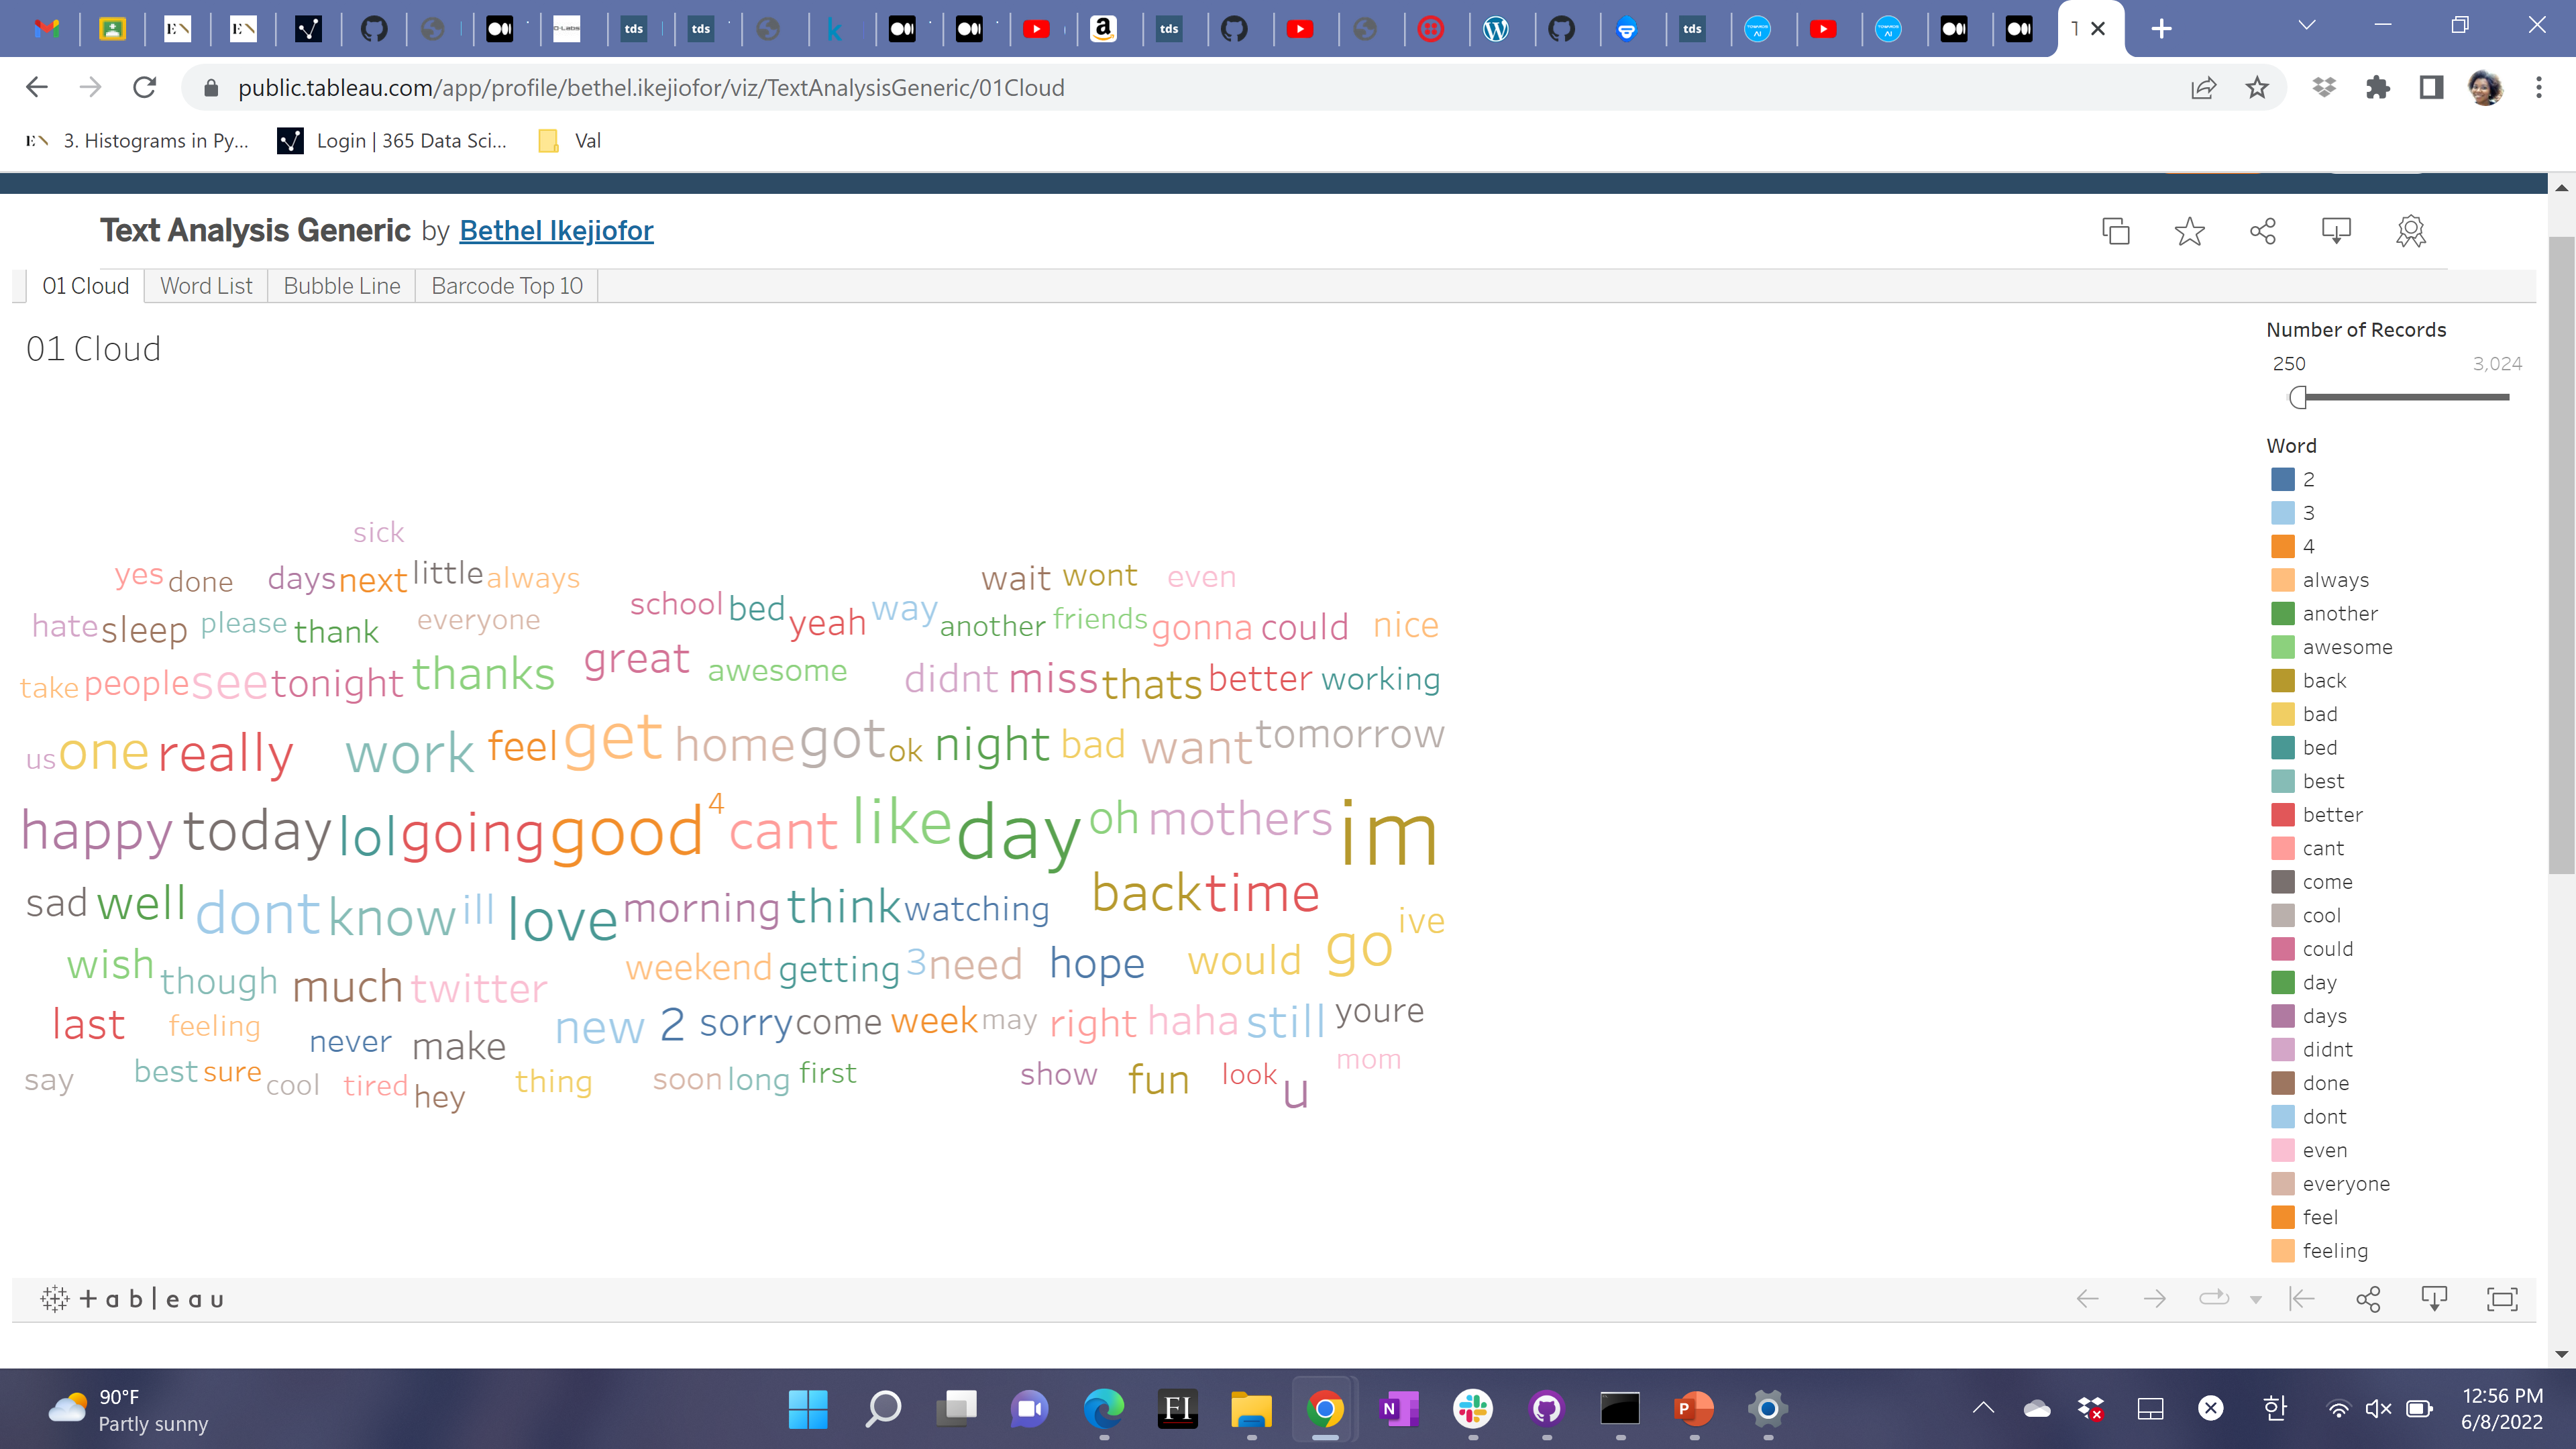 public.tableau.com/app/profile/bethel.ikejiofor/viz/TextAnalysisGeneric/01Cloud
3. Histograms in Py... Login | 365 Data Sci... Val
Text Analysis Generic by Bethel Ikejiofor
01 Cloud Word List Bubble Line Barcode Top 10
01 Cloud
sick
yes done days next little always wait wont even
hate sleep please thank everyone school bed yeah way another friends gonna could nice
take people see tonight thanks great awesome didnt miss thats better working
us one really work feel get home got ok night bad want tomorrow
happy today lol going good 4 cant like day oh mothers im
sad well dont know ill love morning think watching back time ive
wish though much twitter weekend getting 3 need hope would go
last feeling never make new 2 sorry come week may right haha still youre
say best sure cool tired hey thing soon long first show fun look u mom
Number of Records
250 3,024
Word
2
3
4
always
another
awesome
back
bad
bed
best
better
cant
come
cool
could
day
days
didnt
done
dont
even
everyone
feel
feeling
+ a b l e a u
90°F
Partly sunny
한
12:56 PM
6/8/2022